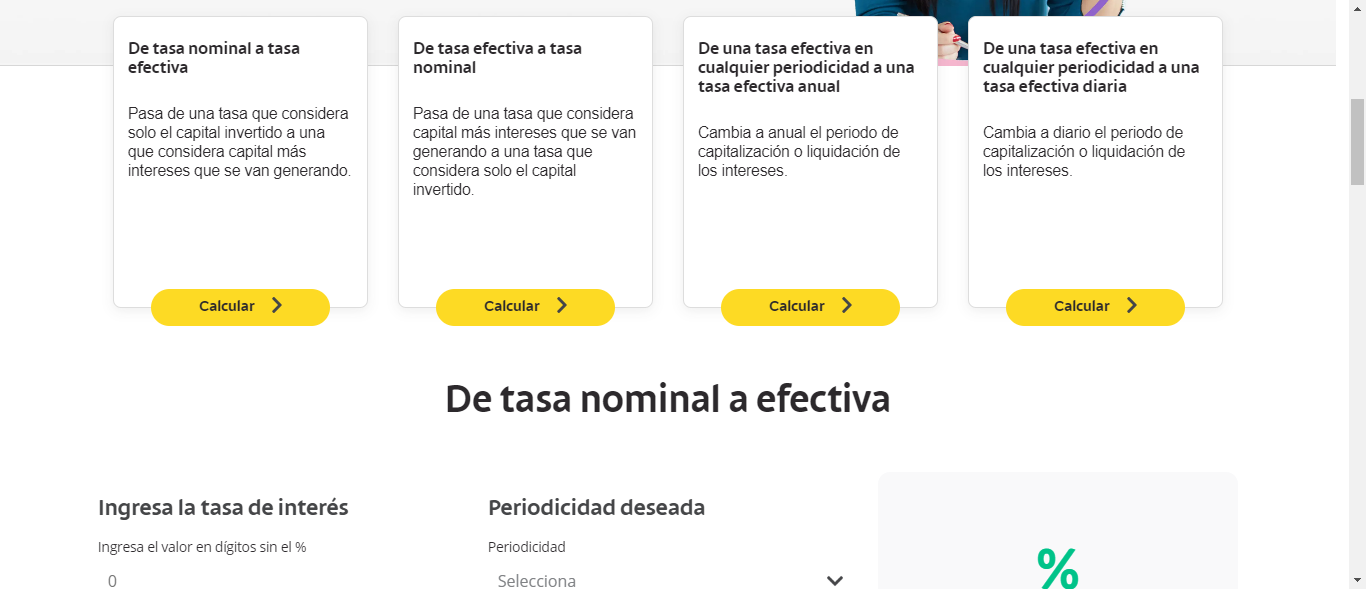 De tasa nominal a tasa
efectiva
Pasa de una tasa que considera
solo el capital invertido a una
que considera capital más
intereses que se van generando.
Calcular
De tasa efectiva a tasa
nominal
Pasa de una tasa que considera
capital más intereses que se van
generando a una tasa que
considera solo el capital
invertido.
Calcular
De una tasa efectiva en
cualquier periodicidad a una
tasa efectiva anual
Cambia a anual el periodo de
capitalización o liquidación de
los intereses.
Calcular
De una tasa efectiva en
cualquier periodicidad a una
tasa efectiva diaria
Cambia a diario el periodo de
capitalización o liquidación de
los intereses.
Calcular
De tasa nominal a efectiva
Ingresa la tasa de interés
Ingresa el valor en dígitos sin el %
0
Periodicidad deseada
Periodicidad
Selecciona
%